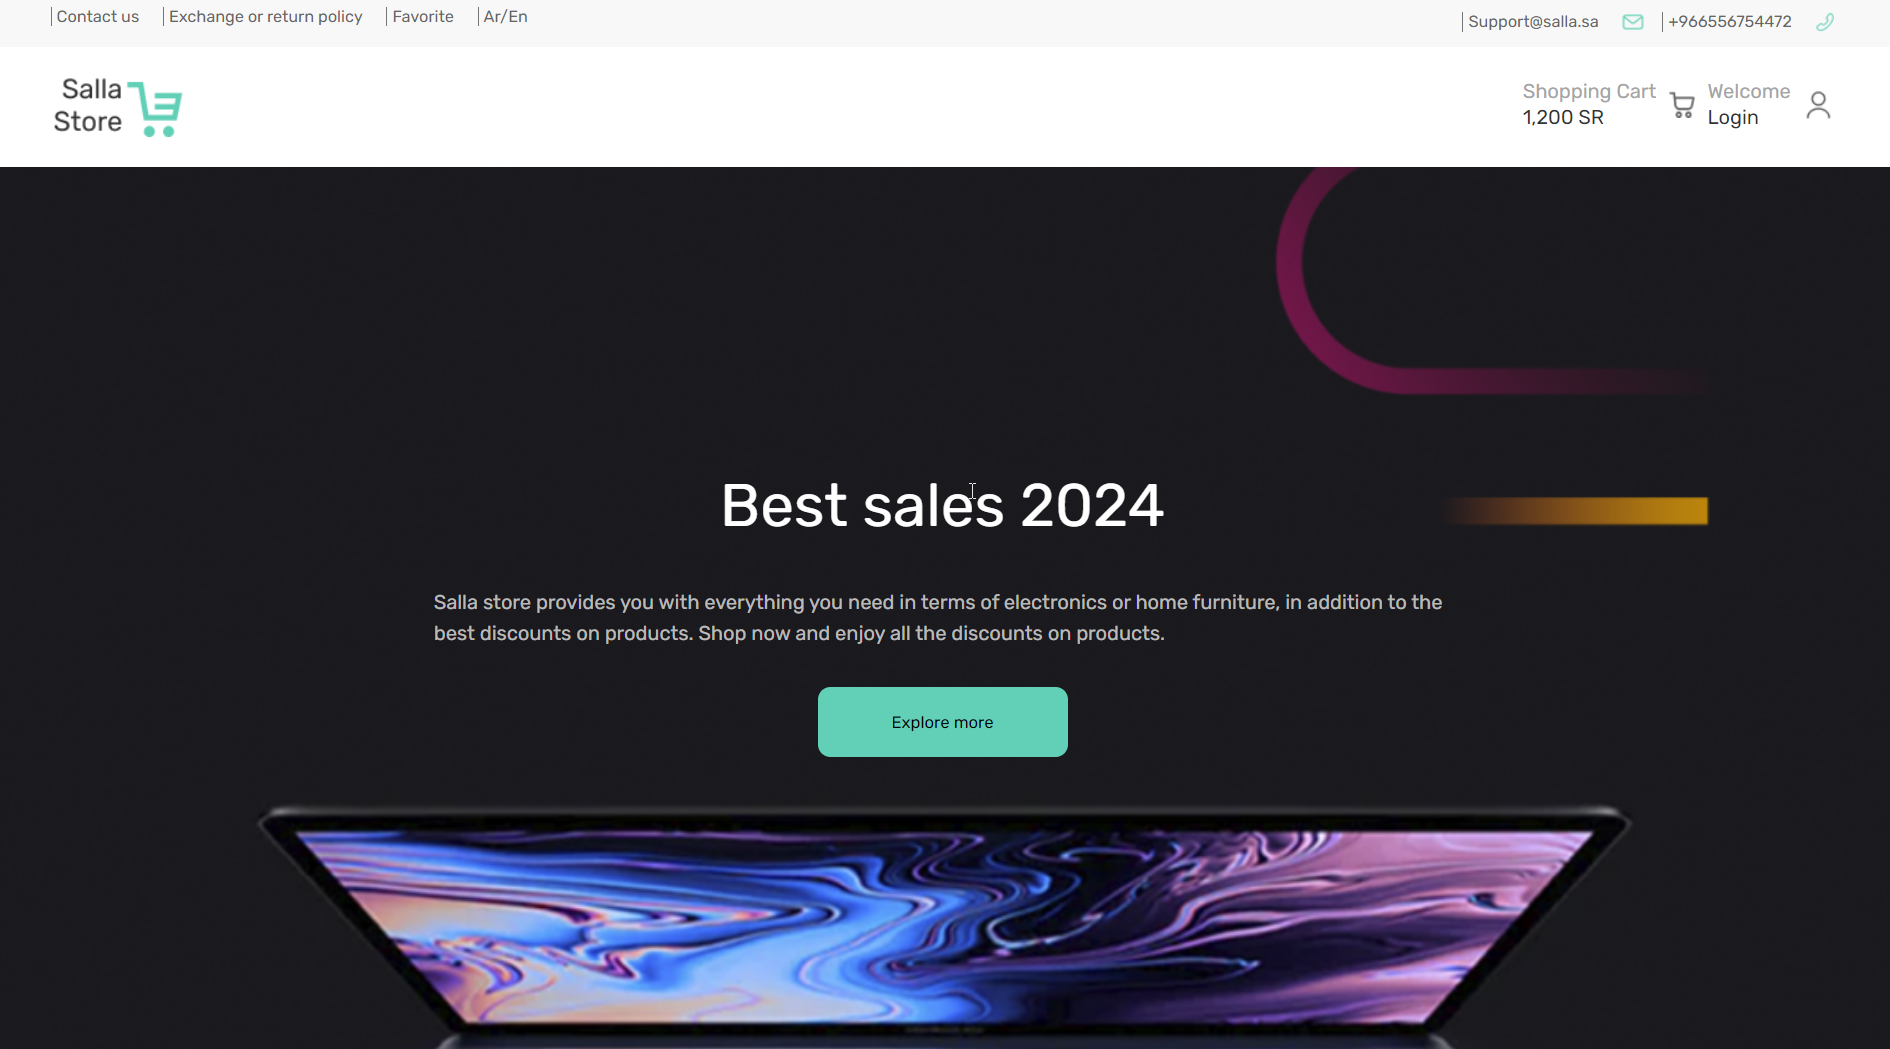 Contact us
Exchange or return policy
Favorite
Ar/En
Support@salla.sa
+966556754472
Salla
Store
Shopping Cart
1,200 SR
Welcome
Login
Best sales 2024
Salla store provides you with everything you need in terms of electronics or home furniture, in addition to the
best discounts on products. Shop now and enjoy all the discounts on products.
Explore more